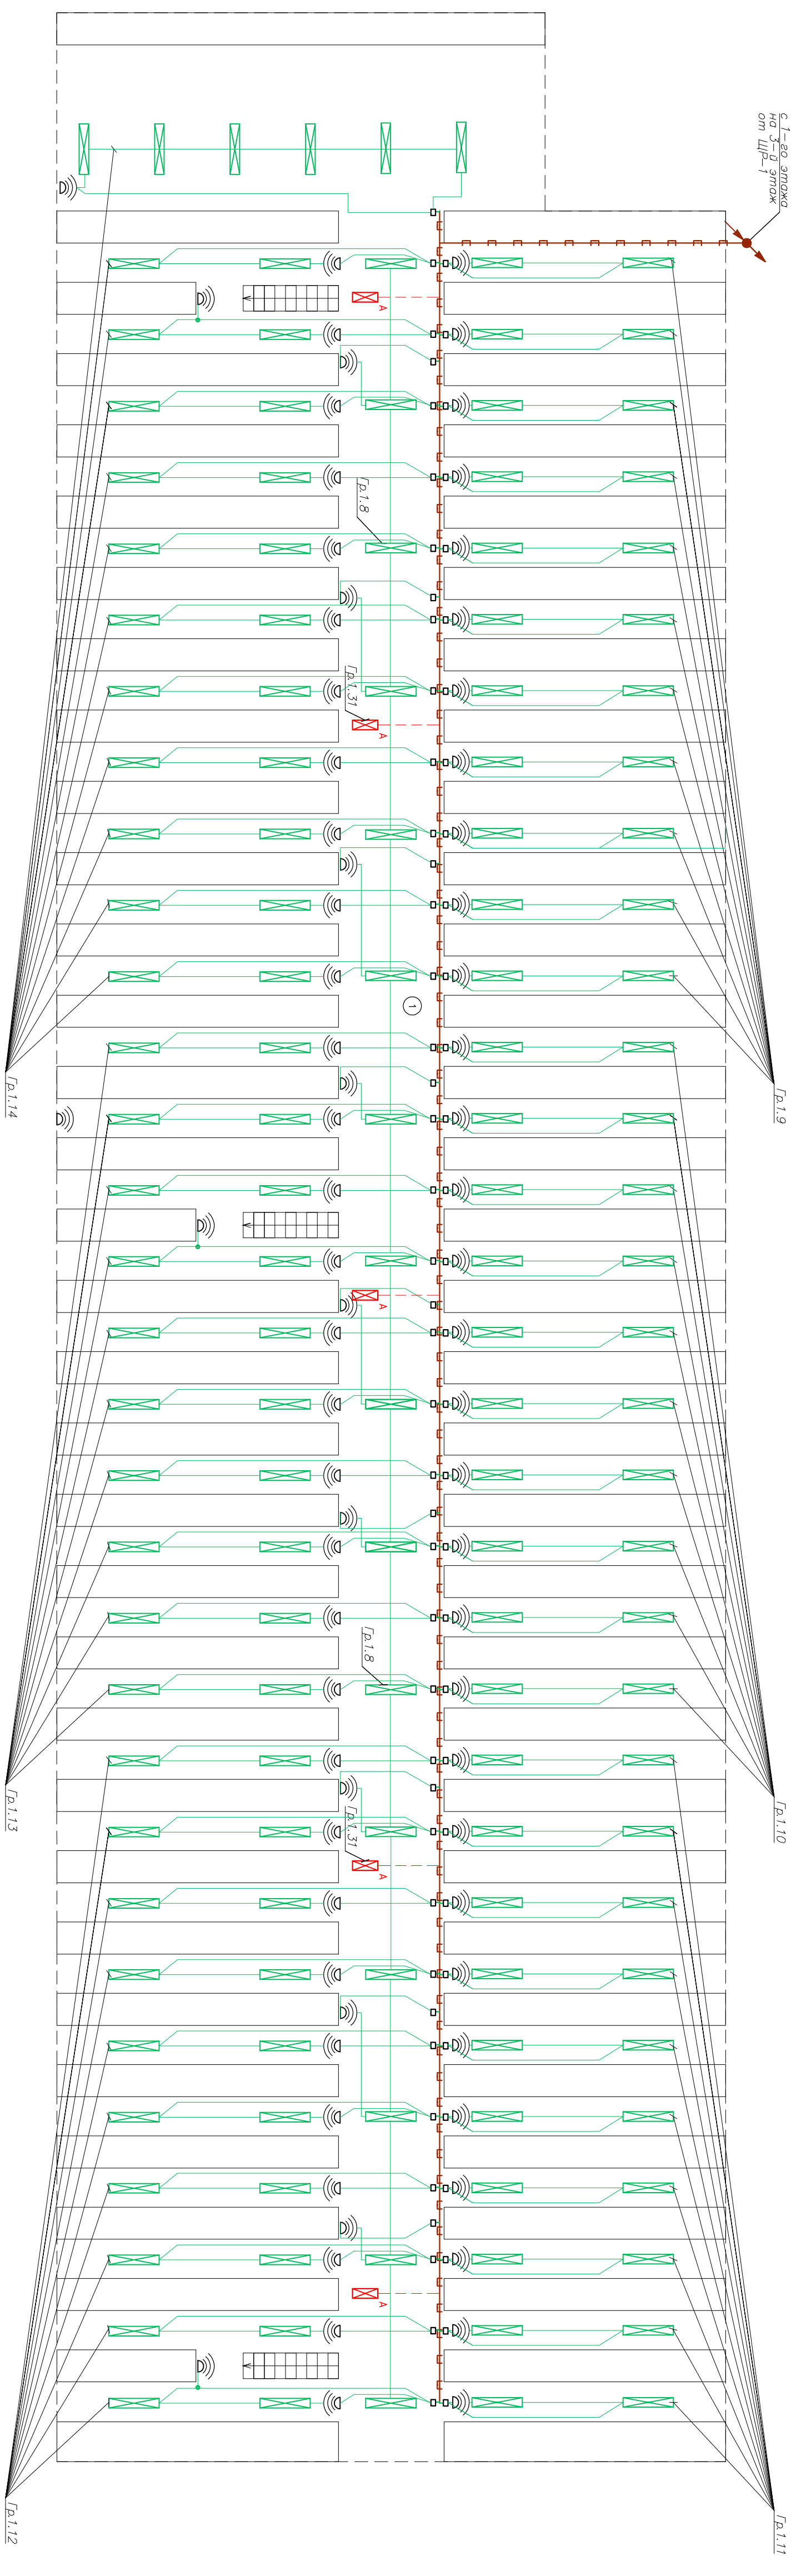 с 1-го этажа
на 3-й этаж
от ЩР-1
А
Гр.1.8
Гр.1.31
А
1
Гр.1.14
Гр.1.9
А
Гр.1.8
Гр.1.13
Гр.1.10
Гр.1.31
А
А
Гр.1.12
Гр.1.11